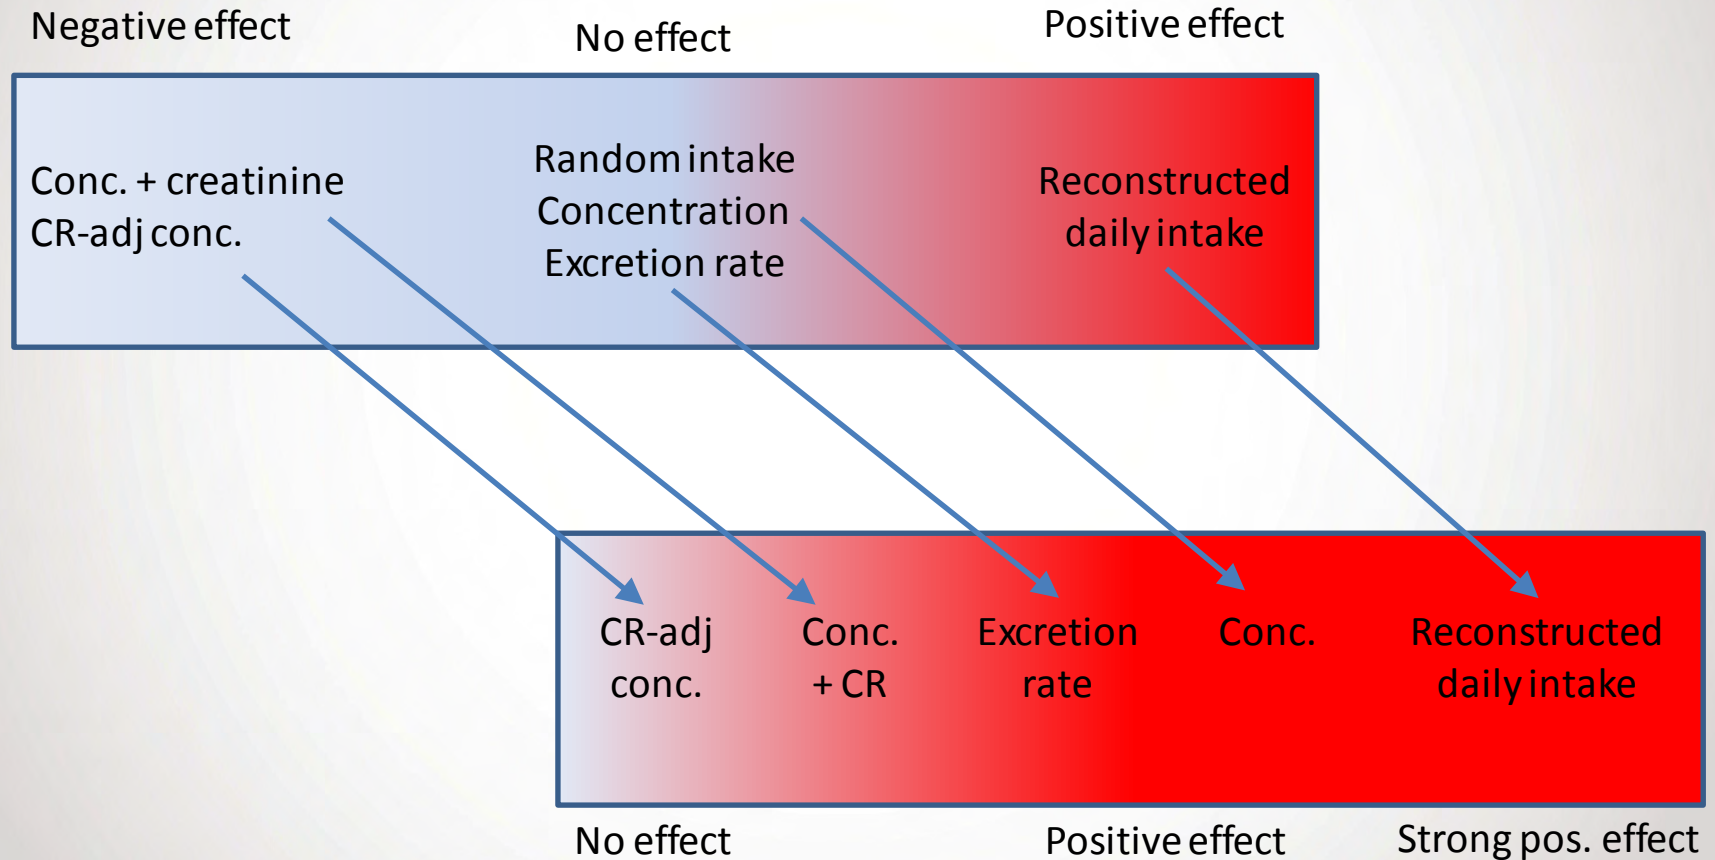 Negative effect
No effect
Positive effect
Conc. + creatinine
CR-adj conc.
Random intake
Concentration
Excretion rate
Reconstructed
daily intake
CR-adj
conc.
Conc.
+ CR
Excretion
rate
Conc.
Reconstructed
daily intake
No effect
Positive effect
Strong pos. effect